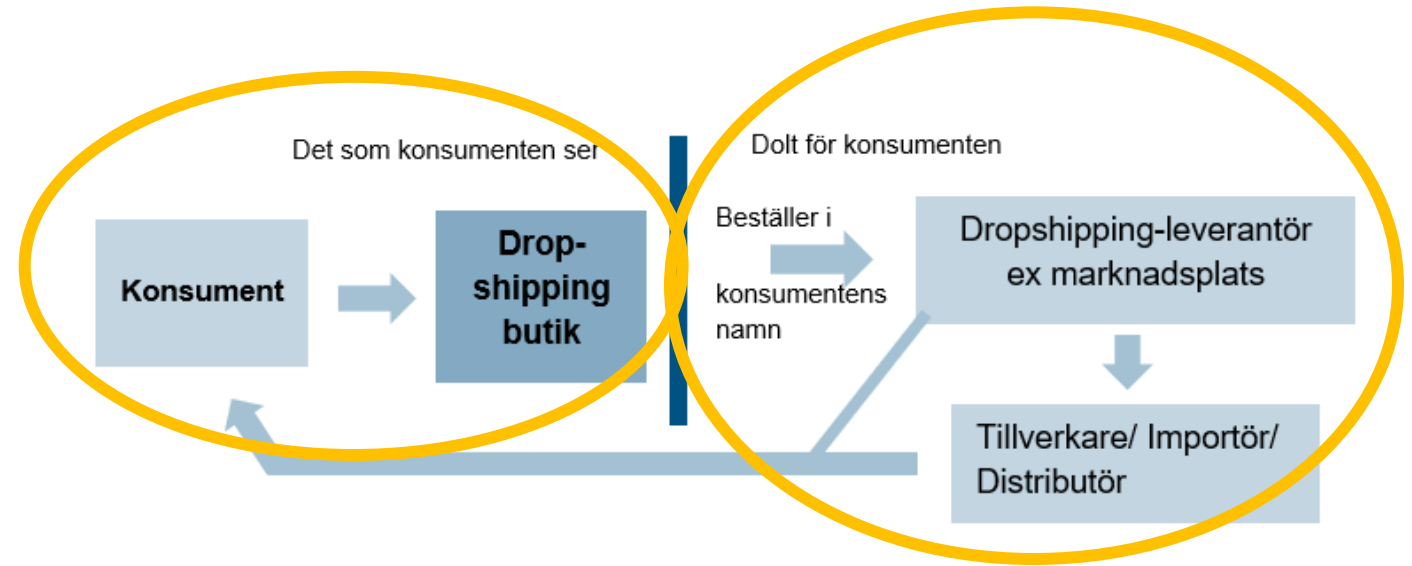 Det som konsumenten ser
Dolt för konsumenten
Konsument
Drop-
shipping
butik
Beställer i
konsumentens
namn
Dropshipping-leverantör
ex marknadsplats
Tillverkare/ Importör/
Distributör